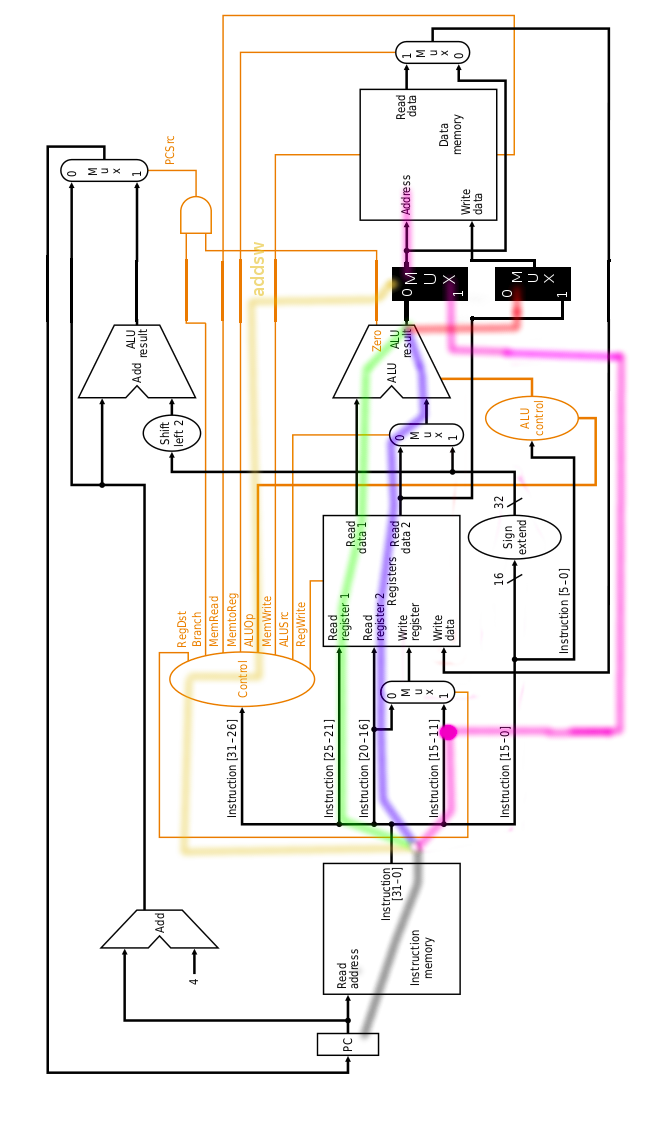 1
M
u
x
0
Read
data
Data
memory
Address
Write
data
PCSrc
0
M
u
x
1
addsw
0
M
U
X
1
0
M
U
X
1
ALU
result
Add
Zero
ALU
result
ALU
Shift
left 2
0
M
u
x
1
ALU
control
32
Sign
extend
16
Instruction [5–0]
Read
data 1
Read
data 2
Registers
Read
register 1
Read
register 2
Write
register
Write
data
RegDst
Branch
MemRead
MemtoReg
ALUOp
MemWrite
ALUSrc
RegWrite
Control
0
M
u
x
1
Instruction [31–26]
Instruction [25–21]
Instruction [20–16]
Instruction [15–11]
Instruction [15–0]
Add
4
Instruction
[31–0]
Instruction
memory
Read
address
PC